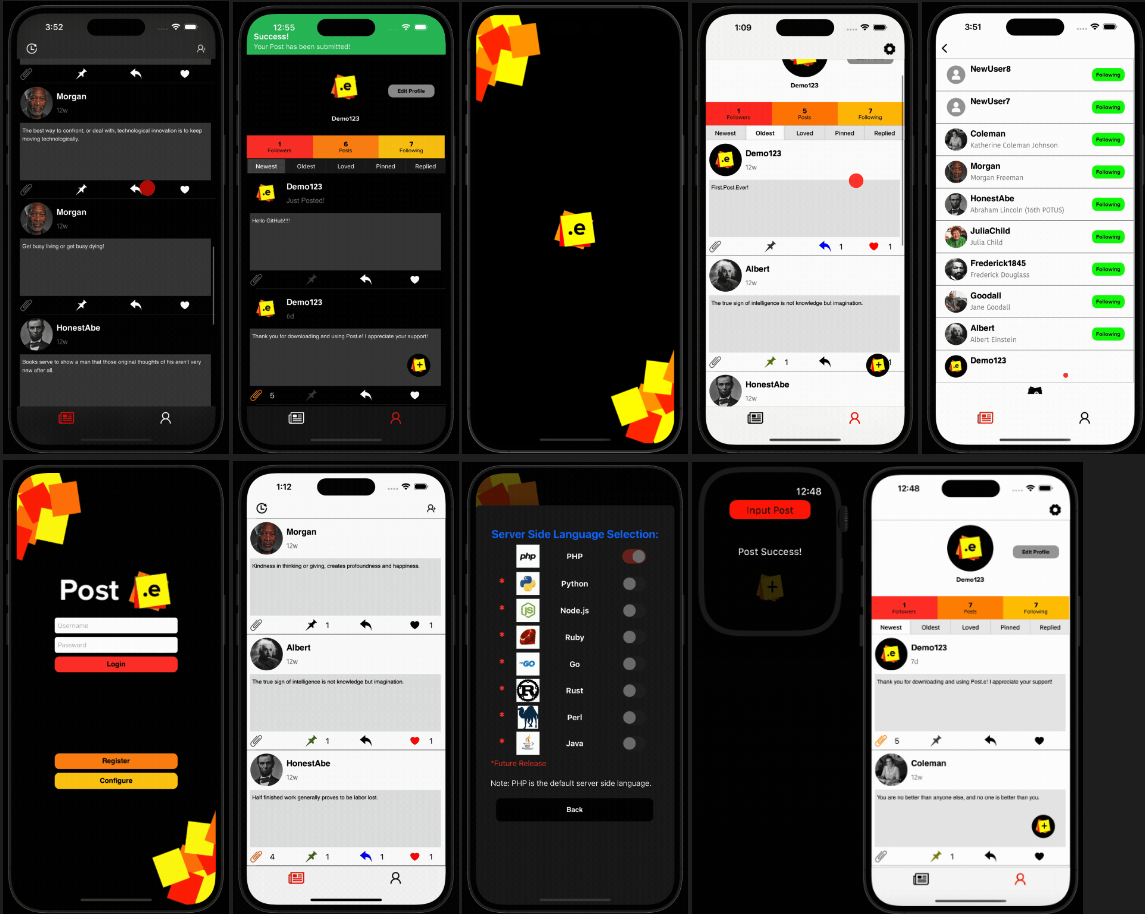 3:52
Morgan
12w
The best way to confront, or deal with, technological innovation is to keep
moving technologically.
Morgan
12w
Get busy living or get busy dying!
HonestAbe
12w
Books serve to show a man that those original thoughts of his aren't very
new after all.
12:55
Success!
Your Post has been submitted!
.e
Edit Profile
Demo123
1
Followers
6
Posts
7
Following
Newest Oldest Loved Pinned Replied
.e
Demo123
Just Posted!
Hello GitHub!!!!
.e
Demo123
6d
Thank you for downloading and using Post.e! I appreciate your support!
+
5
.e
1:09
Demo123
1
Followers
5
Posts
7
Following
Newest Oldest Loved Pinned Replied
.e
Demo123
12w
First.Post.Ever!
1 1
Albert
12w
The true sign of intelligence is not knowledge but imagination.
1
+
HonestAbe
12w
3:51
NewUser8
Following
NewUser7
Following
Coleman
Katherine Coleman Johnson
Following
Morgan
Morgan Freeman
Following
HonestAbe
Abraham Lincoln (16th POTUS)
Following
JuliaChild
Julia Child
Following
Frederick1845
Frederick Douglass
Following
Goodall
Jane Goodall
Following
Albert
Albert Einstein
Following
.e
Demo123
Post .e
Username
Password
Login
Register
Configure
1:12
Morgan
12w
Kindness in thinking or giving, creates profoundness and happiness.
1 1
Albert
12w
The true sign of intelligence is not knowledge but imagination.
1 1
HonestAbe
12w
Half finished work generally proves to be labor lost.
4 1 1 1
Server Side Language Selection:
php PHP
* Python
* JS Node.js
* Ruby
* GO Go
* R Rust
* Perl
* Java Java
*Future Release
Note: PHP is the default server side language.
Back
12:48
Input Post
Post Success!
+
12:48
.e
Edit Profile
Demo123
1
Followers
7
Posts
7
Following
Newest Oldest Loved Pinned Replied
.e
Demo123
7d
Thank you for downloading and using Post.e! I appreciate your support!
5
Coleman
12w
You are no better than anyone else, and no one is better than you.
+
1